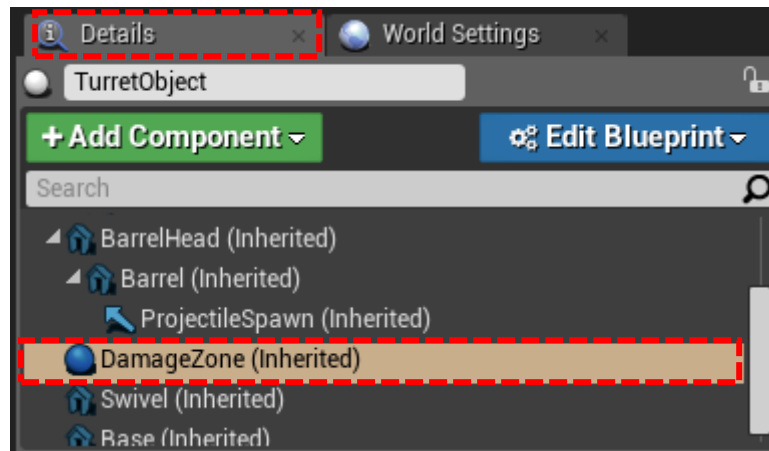 Details World Settings
TurretObject
+ Add Component Edit Blueprint
Search
BarrelHead (Inherited)
Barrel (Inherited)
ProjectileSpawn (Inherited)
DamageZone (Inherited)
Swivel (Inherited)
Base (Inherited)